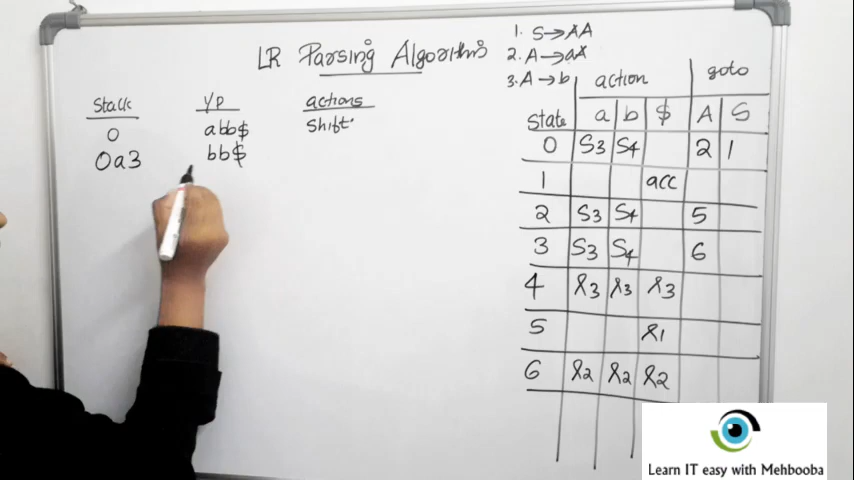 LR Parsing Algorithm
1. S→AA
2. A→aA
3. A→b
Stack I/P actions
0 abb$ Shift
0a3 bb$
action goto
State a b $ A S
0 S3 S4 2 1
1 acc
2 S3 S4 5
3 S3 S4 6
4 r3 r3 r3
5 r1
6 r2 r2 r2
Learn IT easy with Mehbooba